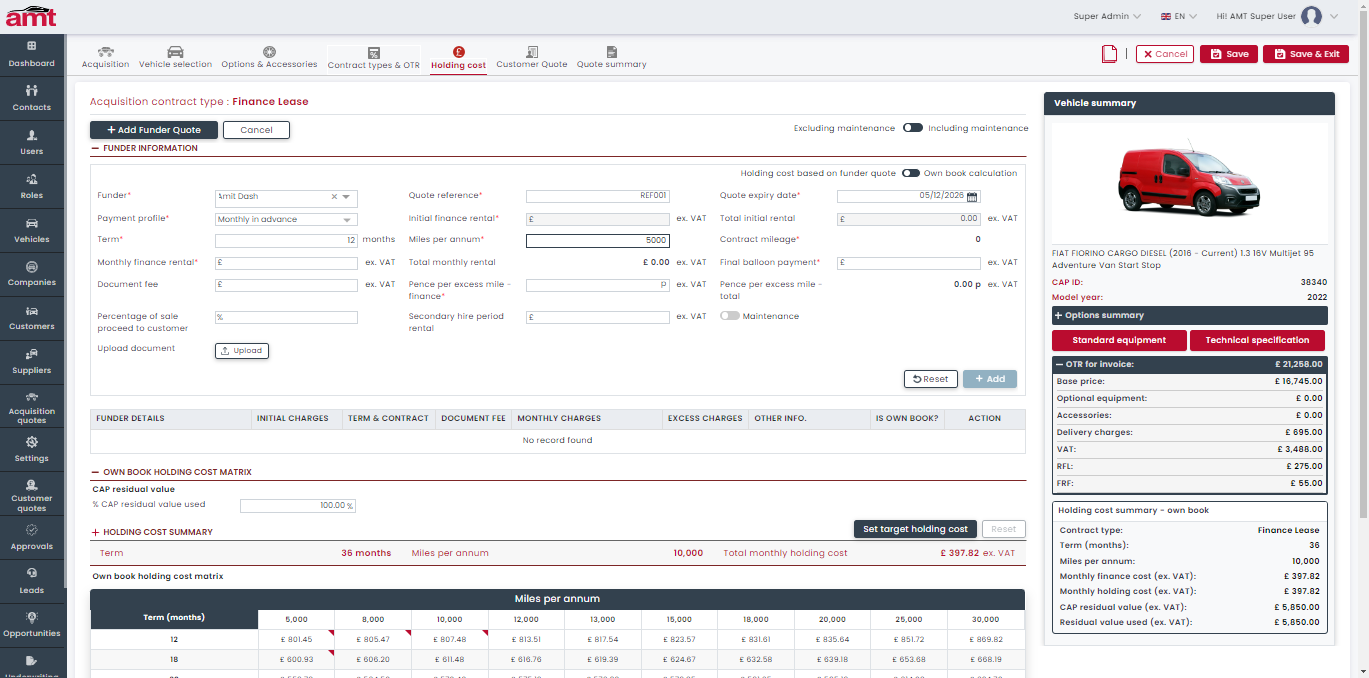 amt
Super Admin
EN
Hi! AMT Super User
Dashboard
Contacts
Users
Roles
Vehicles
Companies
Customers
Suppliers
Acquisition quotes
Settings
Customer quotes
Approvals
Leads
Opportunities
Underwriting
Acquisition
Vehicle selection
Options & Accessories
Contract types & OTR
Holding cost
Customer Quote
Quote summary
Cancel
Save
Save & Exit
Acquisition contract type : Finance Lease
+ Add Funder Quote
Cancel
Excluding maintenance
Including maintenance
FUNDER INFORMATION
Holding cost based on funder quote
Own book calculation
Funder* Amit Dash
Quote reference* REF001
Quote expiry date* 05/12/2026
Payment profile* Monthly in advance
Initial finance rental* £ ex. VAT
Total initial rental £ 0.00 ex. VAT
Term* 12 months
Miles per annum* 5000
Contract mileage* 0
Monthly finance rental* £ ex. VAT
Total monthly rental £ 0.00 ex. VAT
Final balloon payment* £ ex. VAT
Document fee £ ex. VAT
Pence per excess mile - finance* p ex. VAT
Pence per excess mile - total 0.00 p ex. VAT
Percentage of sale proceed to customer %
Secondary hire period rental £ ex. VAT
Maintenance
Upload document Upload
Reset
+ Add
FUNDER DETAILS INITIAL CHARGES TERM & CONTRACT DOCUMENT FEE MONTHLY CHARGES EXCESS CHARGES OTHER INFO. IS OWN BOOK? ACTION
No record found
OWN BOOK HOLDING COST MATRIX
CAP residual value
% CAP residual value used 100.00 %
HOLDING COST SUMMARY
Set target holding cost
Reset
Term 36 months Miles per annum 10,000 Total monthly holding cost £ 397.82 ex. VAT
Own book holding cost matrix
Miles per annum
Term (months) 5,000 8,000 10,000 12,000 13,000 15,000 18,000 20,000 25,000 30,000
12 £ 801.45 £ 805.47 £ 807.48 £ 813.51 £ 817.54 £ 823.57 £ 831.61 £ 835.64 £ 851.72 £ 869.82
18 £ 600.93 £ 606.20 £ 611.48 £ 616.76 £ 619.39 £ 624.67 £ 632.58 £ 639.18 £ 653.68 £ 668.19
Vehicle summary
FIAT FIORINO CARGO DIESEL (2016 - Current) 1.3 16V Multijet 95
Adventure Van Start Stop
CAP ID: 38340
Model year: 2022
+ Options summary
Standard equipment
Technical specification
OTR for invoice: £ 21,258.00
Base price: £ 16,745.00
Optional equipment: £ 0.00
Accessories: £ 0.00
Delivery charges: £ 695.00
VAT: £ 3,488.00
RFL: £ 275.00
FRF: £ 55.00
Holding cost summary - own book
Contract type: Finance Lease
Term (months): 36
Miles per annum: 10,000
Monthly finance cost (ex. VAT): £ 397.82
Monthly holding cost (ex. VAT): £ 397.82
CAP residual value (ex. VAT): £ 5,850.00
Residual value used (ex. VAT): £ 5,850.00